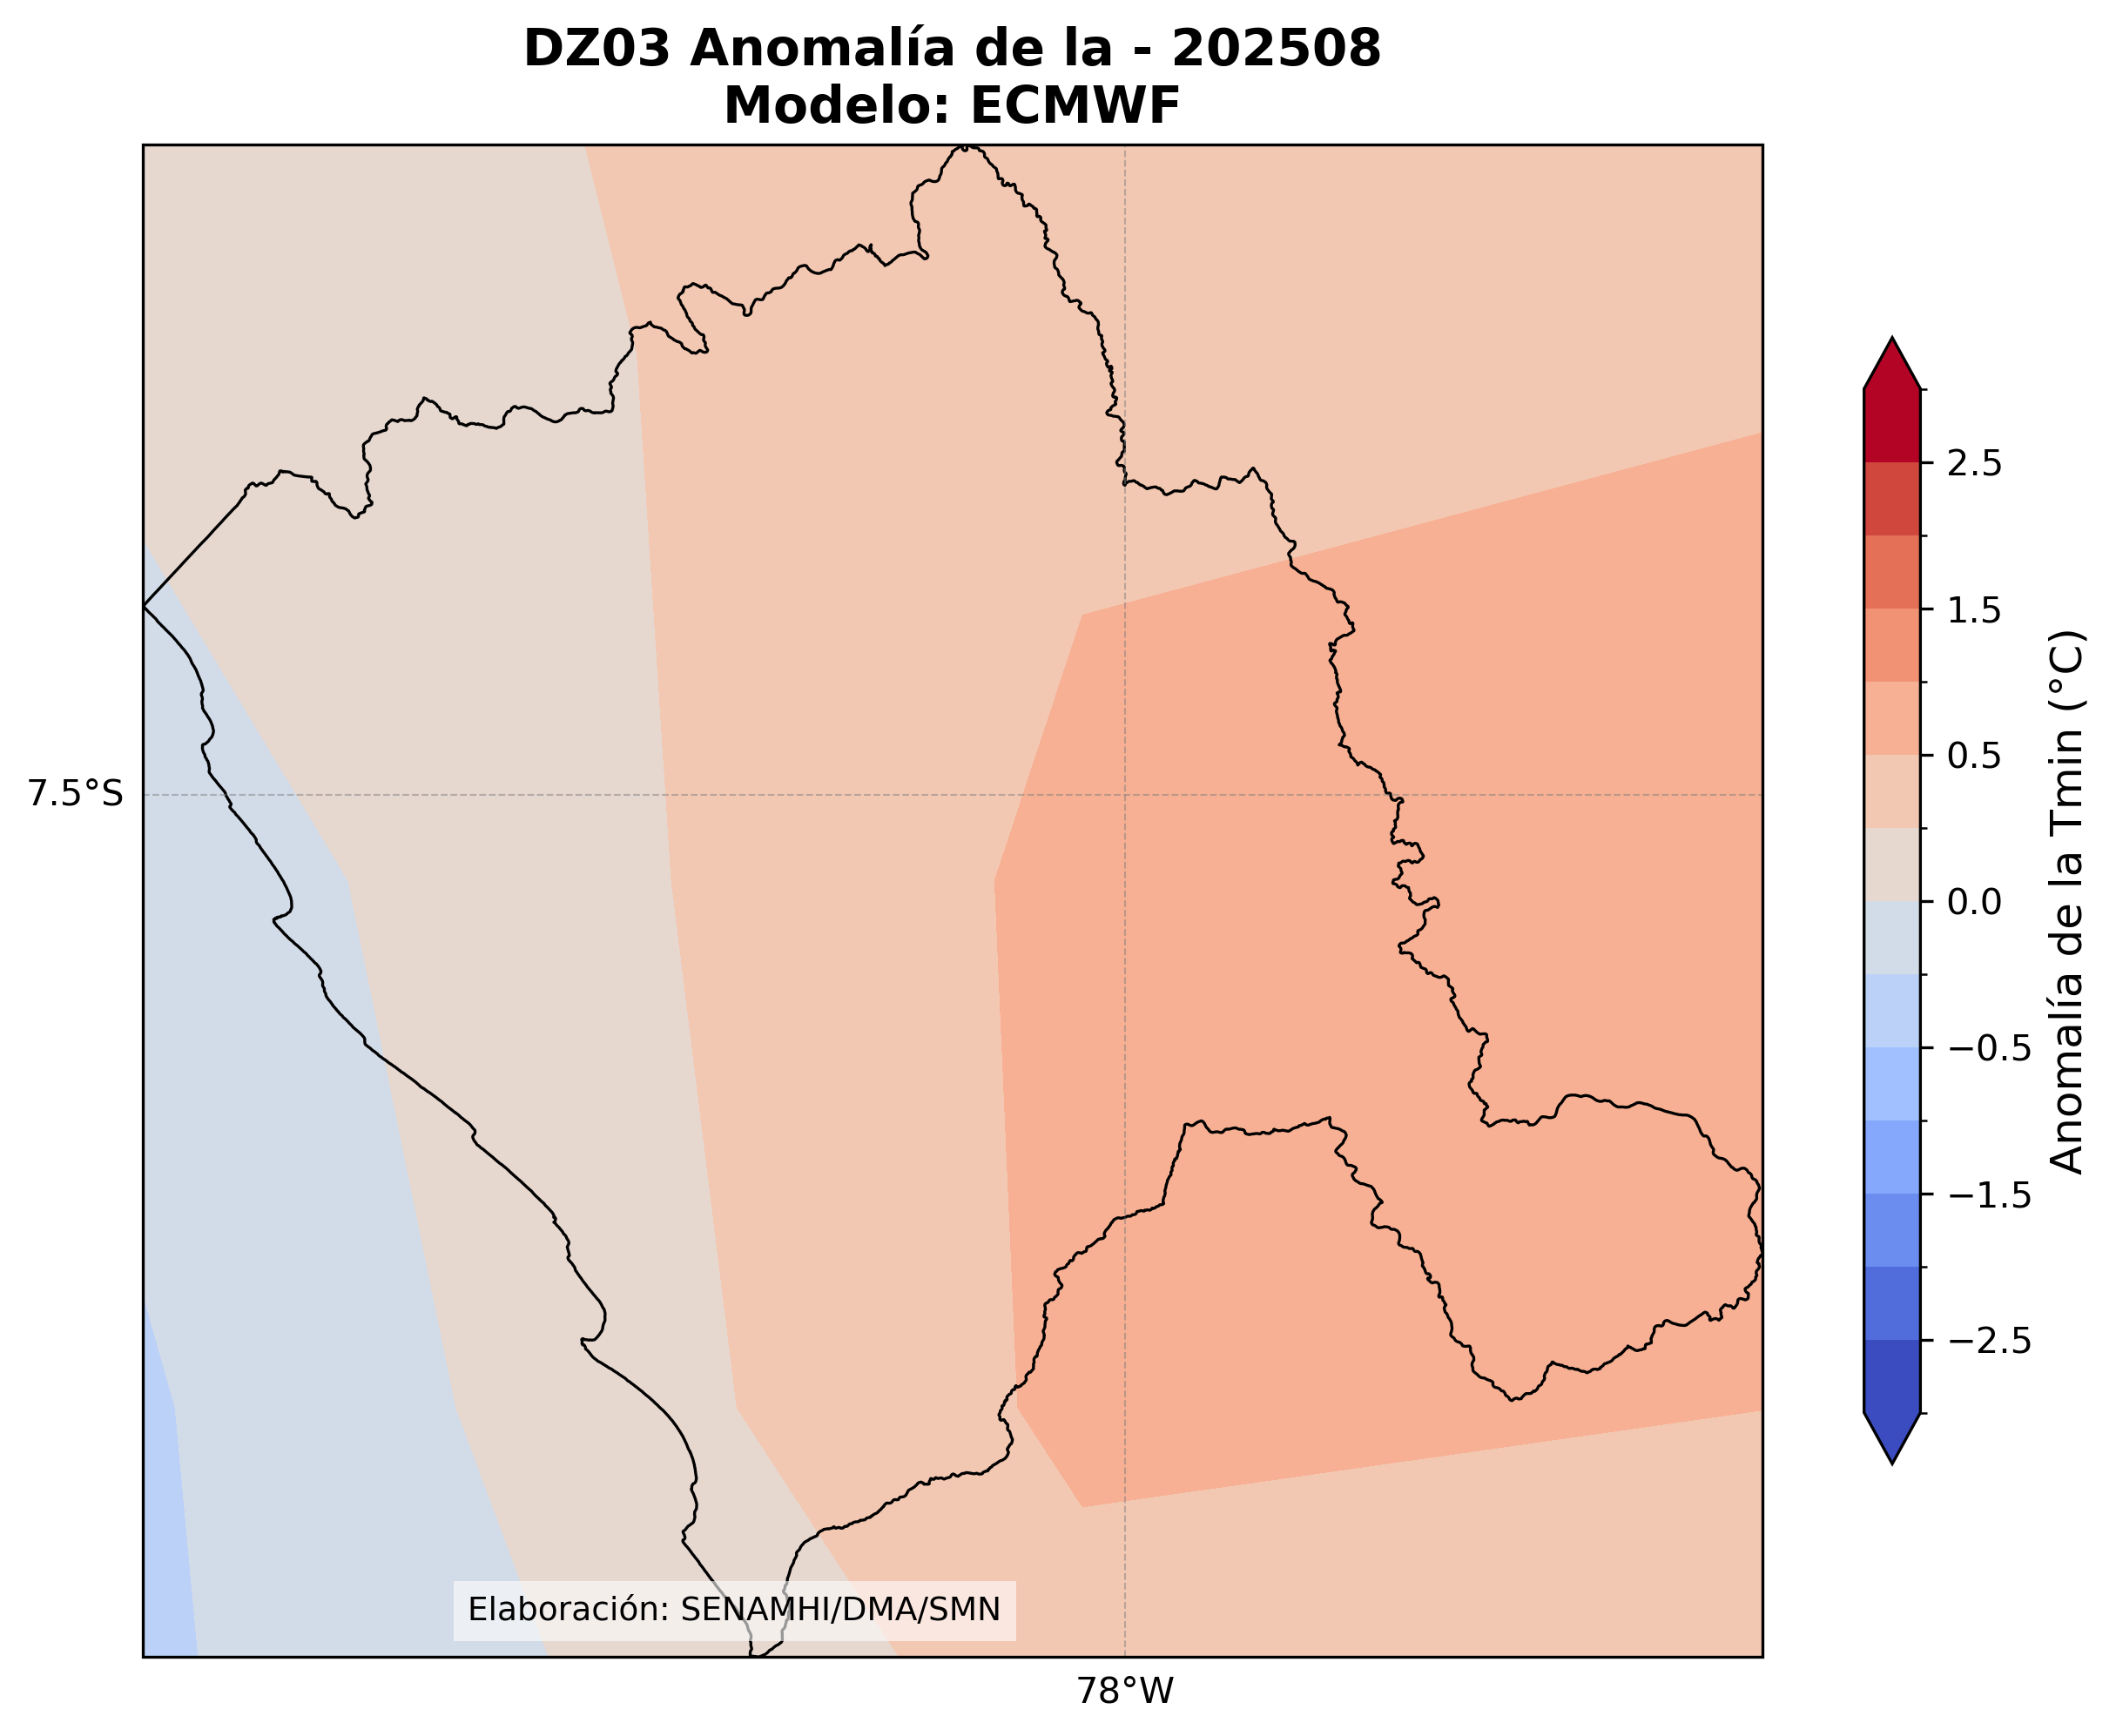 DZ03 Anomalía de la - 202508
Modelo: ECMWF
7.5°S
78°W
Elaboración: SENAMHI/DMA/SMN
2.5
1.5
0.5
0.0
−0.5
−1.5
−2.5
Anomalía de la Tmin (°C)